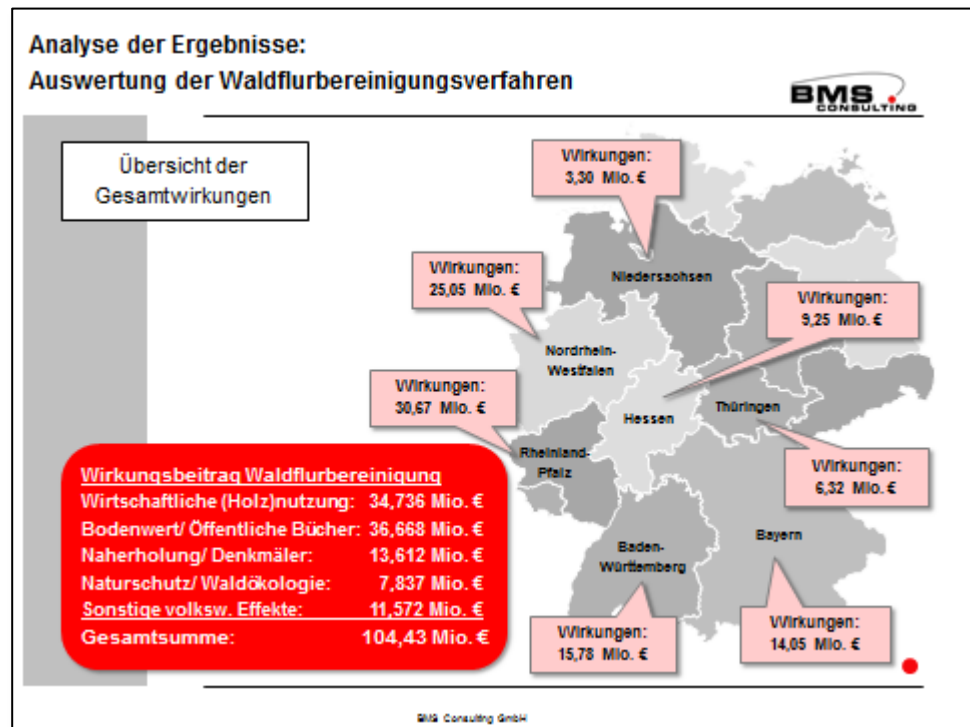 Analyse der Ergebnisse:
Auswertung der Waldflurbereinigungsverfahren
BMS
CONSULTING
Übersicht der
Gesamtwirkungen
Wirkungen:
3,30 Mio. €
Niedersachsen
Wirkungen:
25,05 Mio. €
Wirkungen:
9,25 Mio. €
Nordrhein-
Westfalen
Wirkungen:
30,67 Mio. €
Hessen
Thüringen
Rheinland-
Pfalz
Wirkungen:
6,32 Mio. €
Wirkungsbeitrag Waldflurbereinigung
Wirtschaftliche (Holz)nutzung: 34,736 Mio. €
Bodenwert/ Öffentliche Bücher: 36,668 Mio. €
Naherholung/ Denkmäler: 13,612 Mio. €
Naturschutz/ Waldökologie: 7,837 Mio. €
Sonstige volksw. Effekte: 11,572 Mio. €
Gesamtsumme: 104,43 Mio. €
Baden-
Württemberg
Bayern
Wirkungen:
15,78 Mio. €
Wirkungen:
14,05 Mio. €
BMS Consulting GmbH